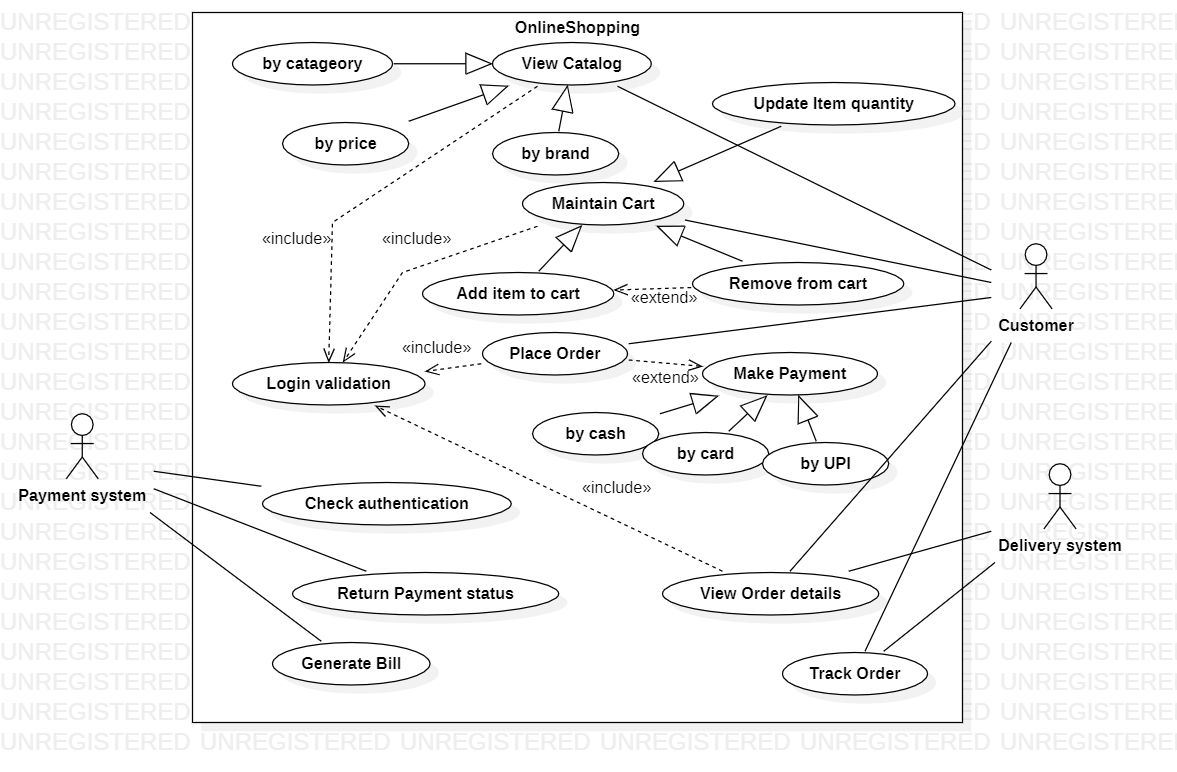 OnlineShopping
by catageory
View Catalog
Update Item quantity
by price
by brand
Maintain Cart
«include»
«include»
Add item to cart
Remove from cart
«extend»
Customer
«include»
Place Order
«extend»
Make Payment
Login validation
by cash
by card
by UPI
Payment system
«include»
Check authentication
Delivery system
Return Payment status
View Order details
Generate Bill
Track Order
UNREGISTERED UNREGISTERED UNREGISTERED UNREGISTERED UNREGISTERED